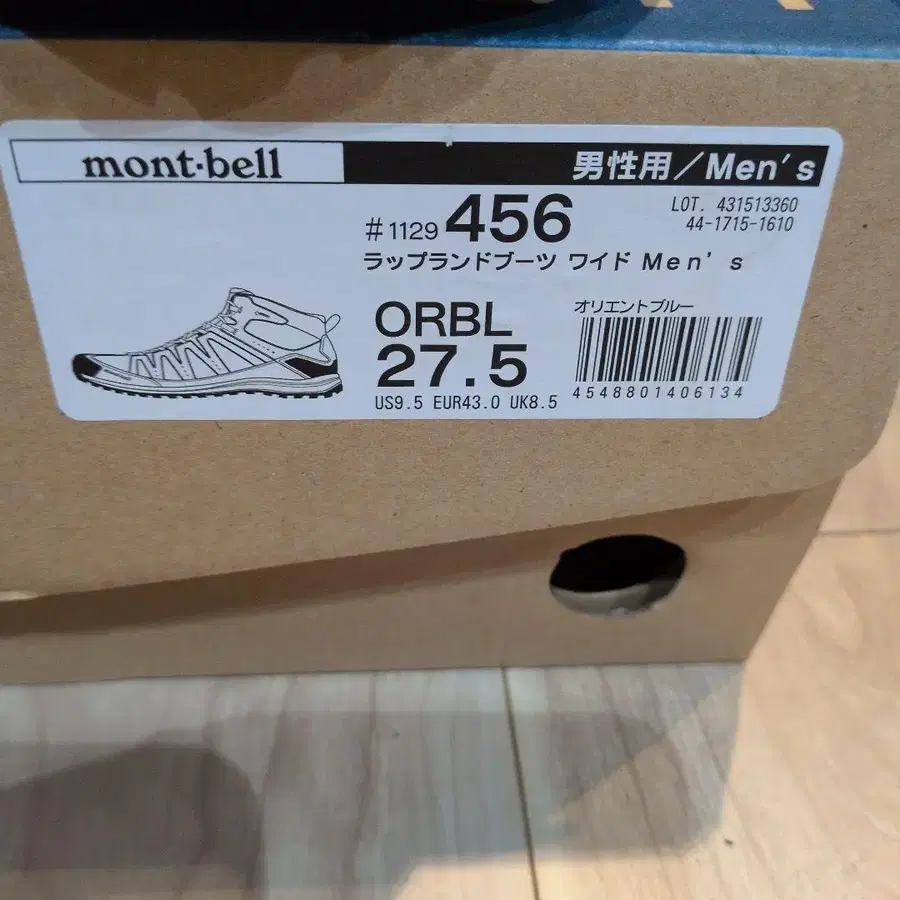 mont-bell
男性用／Men's
#1129 456
LOT. 431513360
44-1715-1610
ラップランドブーツ ワイド Men's
ORBL
オリエントブルー
27.5
US9.5 EUR43.0 UK8.5
4548801406134